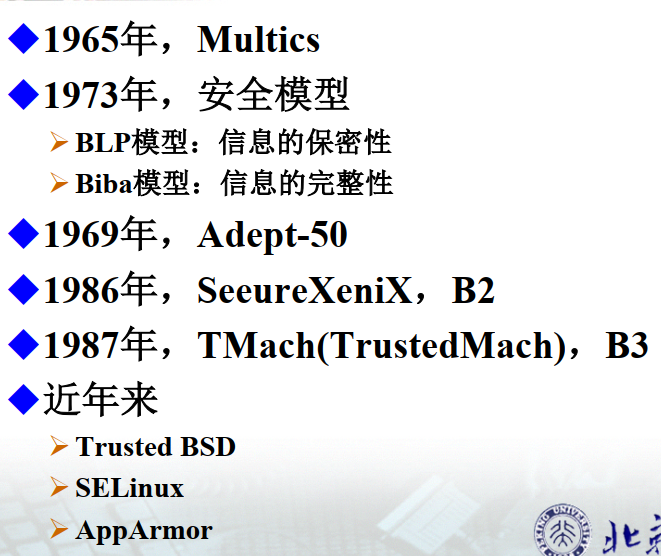 1965年，Multics
1973年，安全模型
BLP模型：信息的保密性
Biba模型：信息的完整性
1969年，Adept-50
1986年，SeeureXeniX，B2
1987年，TMach(TrustedMach)，B3
近年来
Trusted BSD
SELinux
AppArmor
北